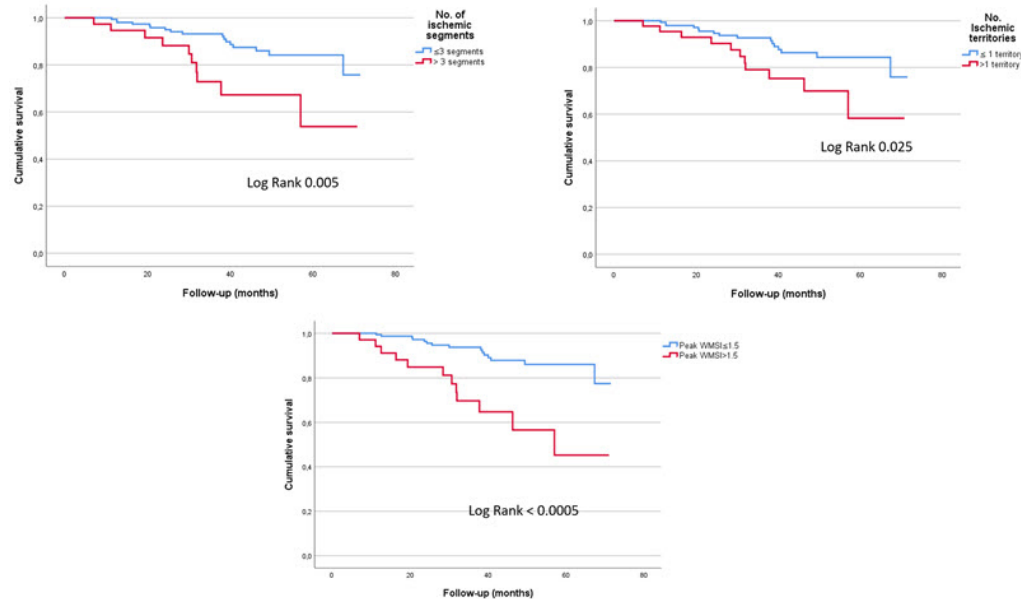 No. of
ischemic
segments
≤3 segments
> 3 segments
1,0
0,8
0,6
0,4
0,2
0,0
Cumulative survival
Log Rank 0.005
0 20 40 60 80
Follow-up (months)
No.
Ischemic
territories
≤ 1 territory
>1 territory
1,0
0,8
0,6
0,4
0,2
0,0
Cumulative survival
Log Rank 0.025
0 20 40 60 80
Follow-up (months)
Peak WMSI≤1.5
Peak WMSI>1.5
1,0
0,8
0,6
0,4
0,2
0,0
Cumulative survival
Log Rank < 0.0005
0 20 40 60 80
Follow-up (months)